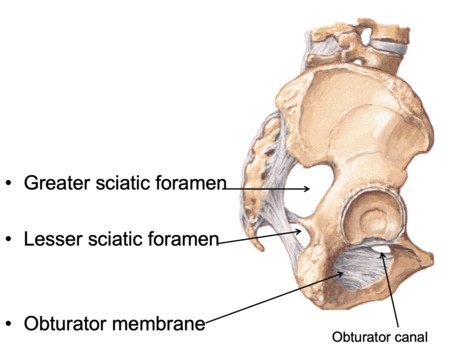 • Greater sciatic foramen
• Lesser sciatic foramen
• Obturator membrane
Obturator canal